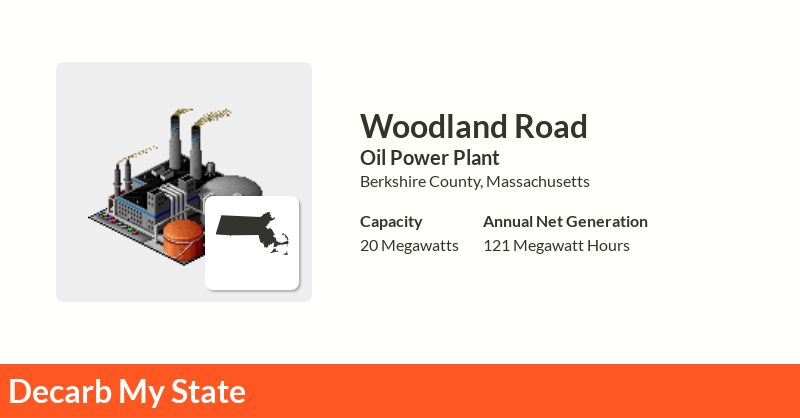 Woodland Road
Oil Power Plant
Berkshire County, Massachusetts
Capacity
Annual Net Generation
20 Megawatts
121 Megawatt Hours
Decarb My State